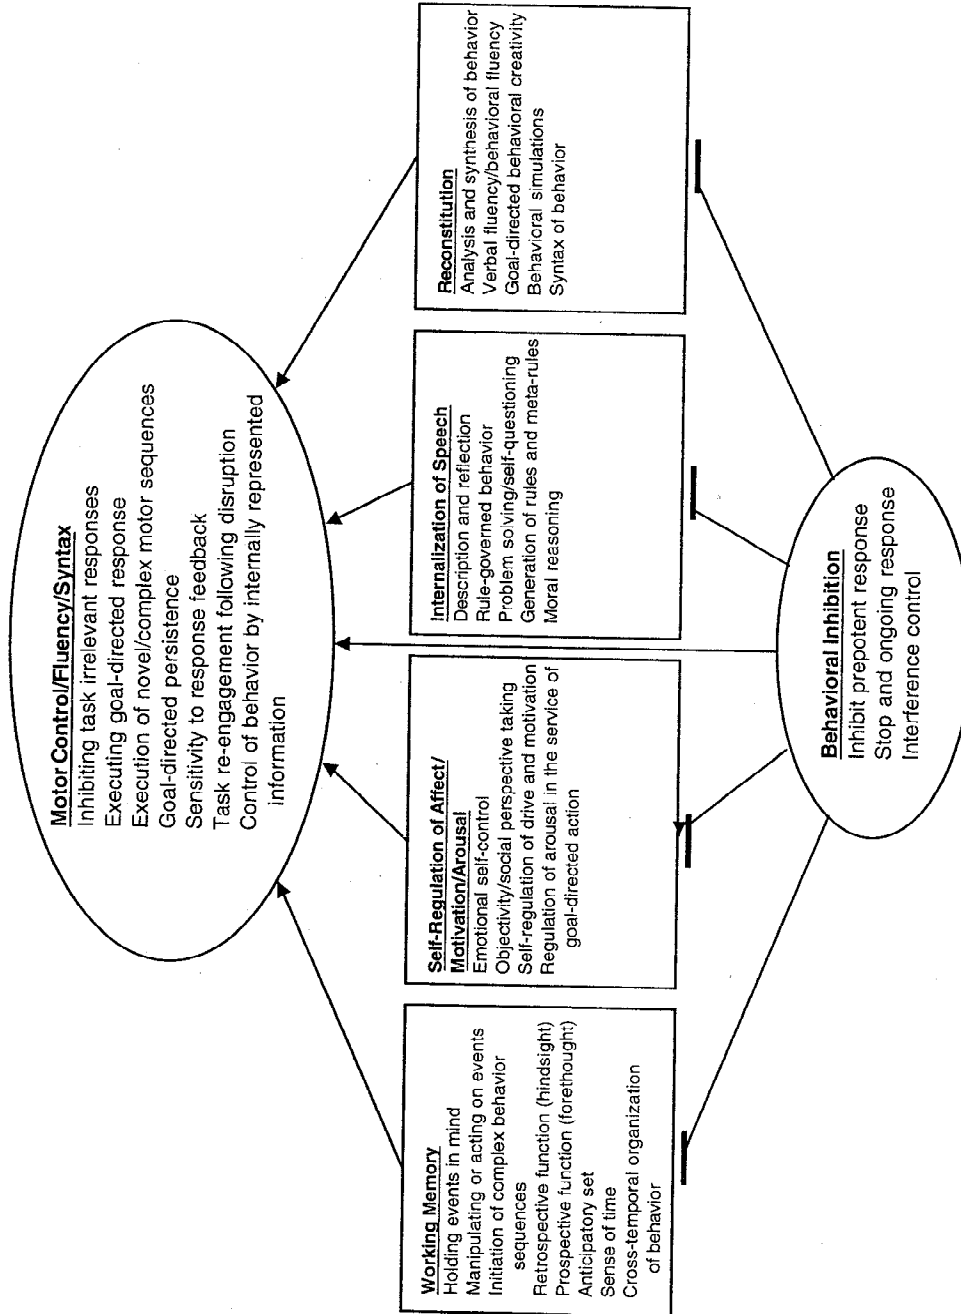 Motor Control/Fluency/Syntax
Inhibiting task irrelevant responses
Executing goal-directed response
Execution of novel/complex motor sequences
Goal-directed persistence
Sensitivity to response feedback
Task re-engagement following disruption
Control of behavior by internally represented
information
Working Memory
Holding events in mind
Manipulating or acting on events
Initiation of complex behavior
sequences
Retrospective function (hindsight)
Prospective function (forethought)
Anticipatory set
Sense of time
Cross-temporal organization
of behavior
Self-Regulation of Affect/
Motivation/Arousal
Emotional self-control
Objectivity/social perspective taking
Self-regulation of drive and motivation
Regulation of arousal in the service of
goal-directed action
Internalization of Speech
Description and reflection
Rule-governed behavior
Problem solving/self-questioning
Generation of rules and meta-rules
Moral reasoning
Reconstitution
Analysis and synthesis of behavior
Verbal fluency/behavioral fluency
Goal-directed behavioral creativity
Behavioral simulations
Syntax of behavior
Behavioral Inhibition
Inhibit prepotent response
Stop and ongoing response
Interference control